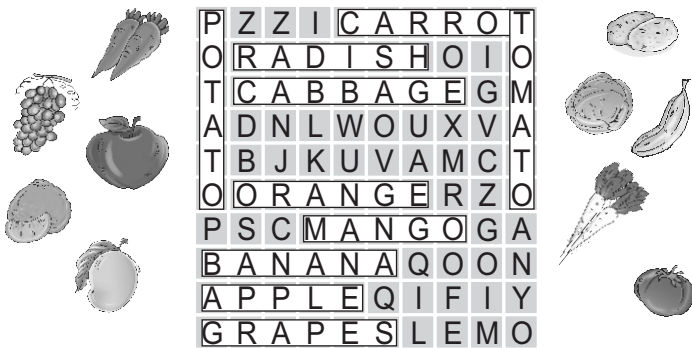 P Z Z I C A R R O T
O R A D I S H O I O
T C A B B A G E G M
A D N L W O U X V A
T B J K U V A M C T
O O R A N G E R Z O
P S C M A N G O G A
B A N A N A Q O O N
A P P L E Q I F I Y
G R A P E S L E M O